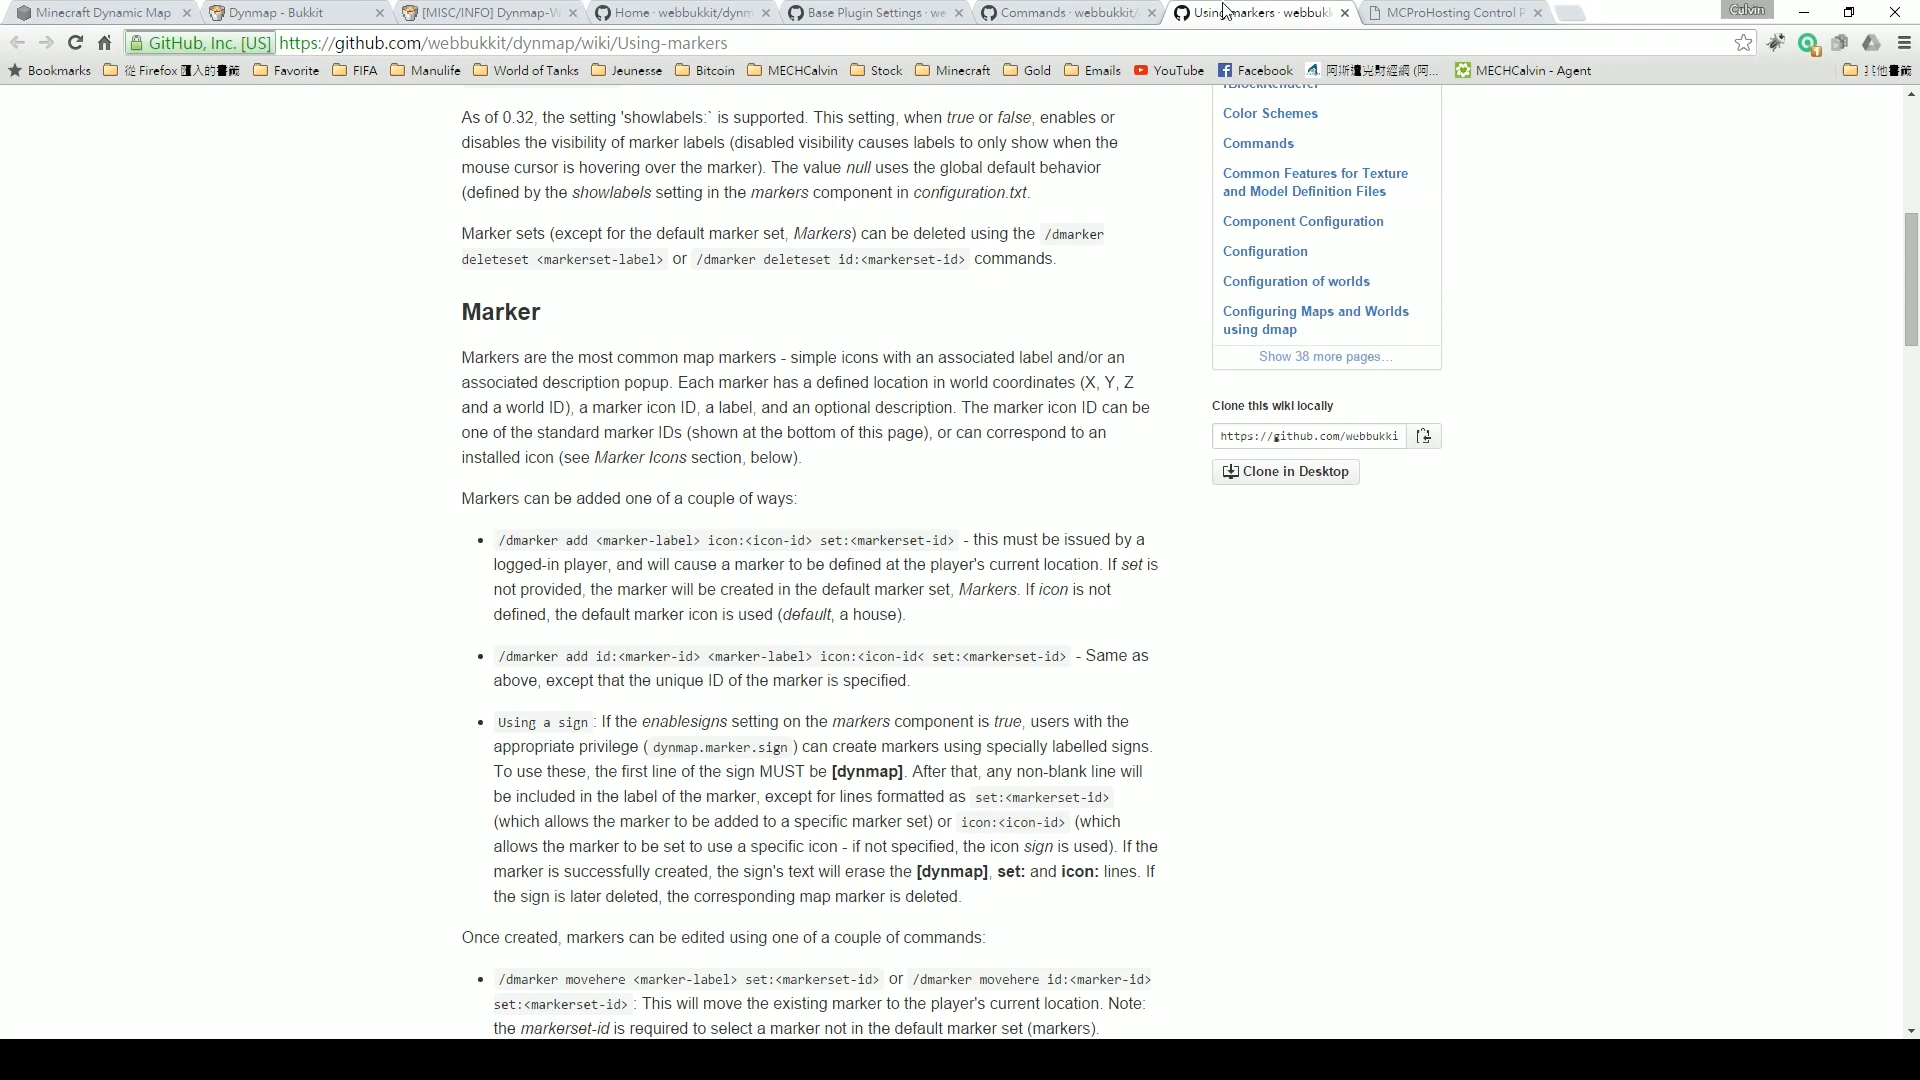 Minecraft Dynamic Map
Dynmap - Bukkit
[MISC/INFO] Dynmap-W
Home · webbukkit/dynm
Base Plugin Settings · we
Commands · webbukkit/
Using markers · webbukk
MCProHosting Control P
Calvin
GitHub, Inc. [US] https://github.com/webbukkit/dynmap/wiki/Using-markers
Bookmarks
從 Firefox 匯入的書籤
Favorite
FIFA
Manulife
World of Tanks
Jeunesse
Bitcoin
MECHCalvin
Stock
Minecraft
Gold
Emails
YouTube
Facebook
MECHCalvin - Agent
其他書籤
As of 0.32, the setting 'showlabels:` is supported. This setting, when true or false, enables or
disables the visibility of marker labels (disabled visibility causes labels to only show when the
mouse cursor is hovering over the marker). The value null uses the global default behavior
(defined by the showlabels setting in the markers component in configuration.txt.
Marker sets (except for the default marker set, Markers) can be deleted using the /dmarker
deleteset <markerset-label> or /dmarker deleteset id:<markerset-id> commands.
Marker
Markers are the most common map markers - simple icons with an associated label and/or an
associated description popup. Each marker has a defined location in world coordinates (X, Y, Z
and a world ID), a marker icon ID, a label, and an optional description. The marker icon ID can be
one of the standard marker IDs (shown at the bottom of this page), or can correspond to an
installed icon (see Marker Icons section, below).
Markers can be added one of a couple of ways:
• /dmarker add <marker-label> icon:<icon-id> set:<markerset-id> - this must be issued by a
logged-in player, and will cause a marker to be defined at the player's current location. If set is
not provided, the marker will be created in the default marker set, Markers. If icon is not
defined, the default marker icon is used (default, a house).
• /dmarker add id:<marker-id> <marker-label> icon:<icon-id< set:<markerset-id> - Same as
above, except that the unique ID of the marker is specified.
• Using a sign : If the enablesigns setting on the markers component is true, users with the
appropriate privilege ( dynmap.marker.sign ) can create markers using specially labelled signs.
To use these, the first line of the sign MUST be [dynmap]. After that, any non-blank line will
be included in the label of the marker, except for lines formatted as set:<markerset-id>
(which allows the marker to be added to a specific marker set) or icon:<icon-id> (which
allows the marker to be set to use a specific icon - if not specified, the icon sign is used). If the
marker is successfully created, the sign's text will erase the [dynmap], set: and icon: lines. If
the sign is later deleted, the corresponding map marker is deleted.
Once created, markers can be edited using one of a couple of commands:
• /dmarker movehere <marker-label> set:<markerset-id> or /dmarker movehere id:<marker-id>
set:<markerset-id> : This will move the existing marker to the player's current location. Note:
the markerset-id is required to select a marker not in the default marker set (markers).
Color Schemes
Commands
Common Features for Texture
and Model Definition Files
Component Configuration
Configuration
Configuration of worlds
Configuring Maps and Worlds
using dmap
Show 38 more pages…
Clone this wiki locally
https://github.com/webbukki
Clone in Desktop